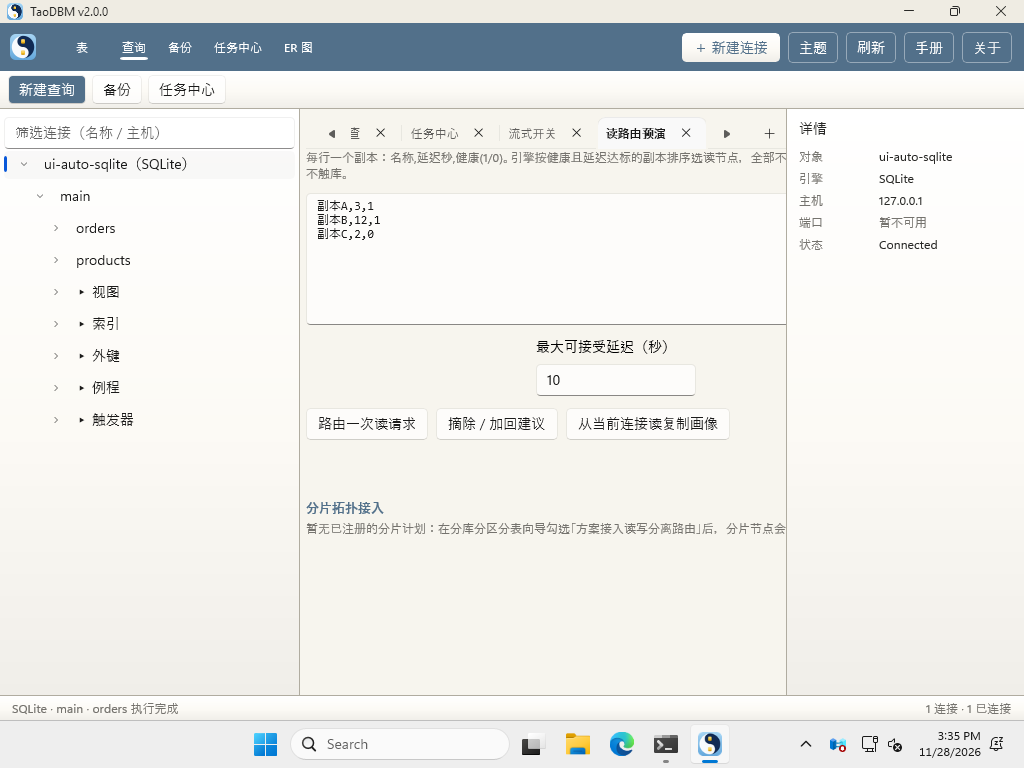 TaoDBM v2.0.0
表
查询
备份
任务中心
ER 图
+ 新建连接
主题
刷新
手册
关于
新建查询
备份
任务中心
筛选连接（名称 / 主机）
ui-auto-sqlite（SQLite）
main
orders
products
视图
索引
外键
例程
触发器
任务中心
流式开关
读路由预演
每行一个副本：名称,延迟秒,健康(1/0)。引擎按健康且延迟达标的副本排序选读节点，全部不
不触库。
副本A,3,1
副本B,12,1
副本C,2,0
最大可接受延迟（秒）
10
路由一次读请求
摘除 / 加回建议
从当前连接读复制画像
分片拓扑接入
暂无已注册的分片计划：在分库分区分表向导勾选「方案接入读写分离路由」后，分片节点会
详情
对象 ui-auto-sqlite
引擎 SQLite
主机 127.0.0.1
端口 暂不可用
状态 Connected
SQLite · main · orders 执行完成
1 连接 · 1 已连接
Search
3:35 PM
11/28/2026